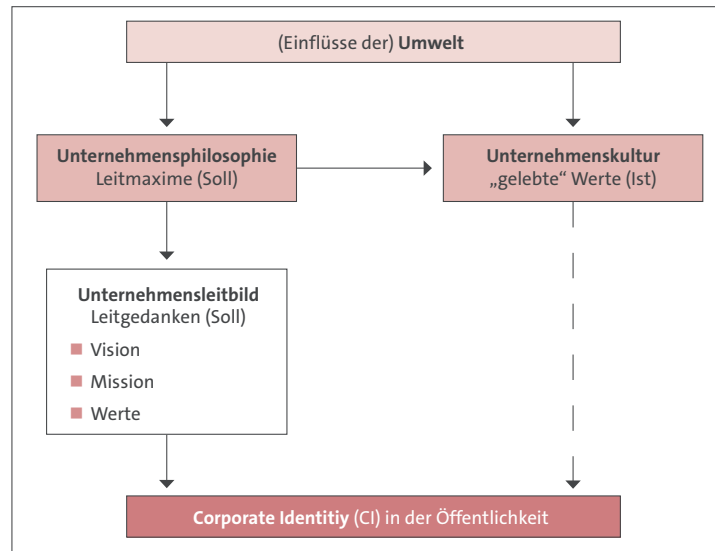 (Einflüsse der) Umwelt
Unternehmensphilosophie
Leitmaxime (Soll)
Unternehmenskultur
„gelebte“ Werte (Ist)
Unternehmensleitbild
Leitgedanken (Soll)
Vision
Mission
Werte
Corporate Identitiy (CI) in der Öffentlichkeit